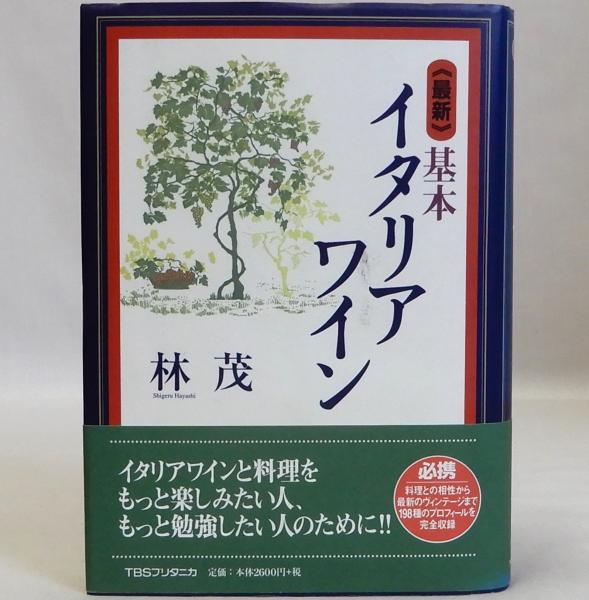 《最新》
基本
イタリア
ワイン
林 茂
Shigeru Hayashi
イタリアワインと料理を
もっと楽しみたい人、
もっと勉強したい人のために!!
必携
料理との相性から
最新のヴィンテージまで
198種のプロフィールを
完全収録
TBSブリタニカ 定価:本体2600円+税